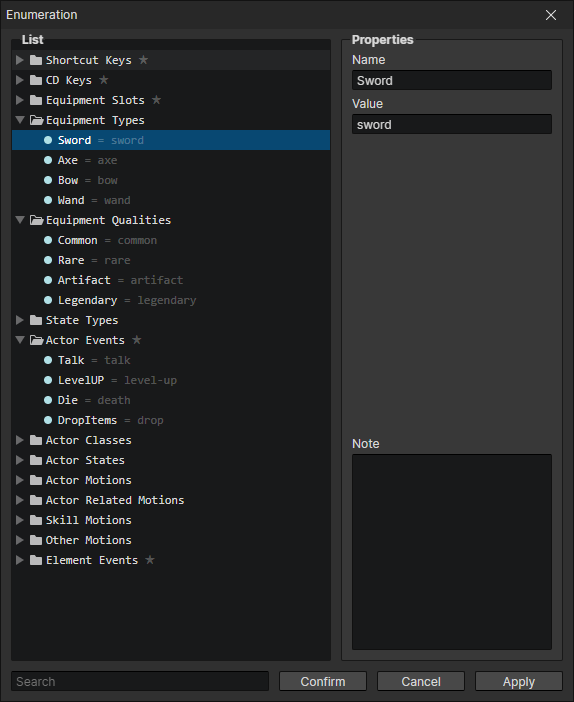 Enumeration
List
Shortcut Keys ★
CD Keys ★
Equipment Slots ★
Equipment Types
Sword = sword
Axe = axe
Bow = bow
Wand = wand
Equipment Qualities
Common = common
Rare = rare
Artifact = artifact
Legendary = legendary
State Types
Actor Events ★
Talk = talk
LevelUP = level-up
Die = death
DropItems = drop
Actor Classes
Actor States
Actor Motions
Actor Related Motions
Skill Motions
Other Motions
Element Events ★
Properties
Name
Sword
Value
sword
Note
Search
Confirm
Cancel
Apply